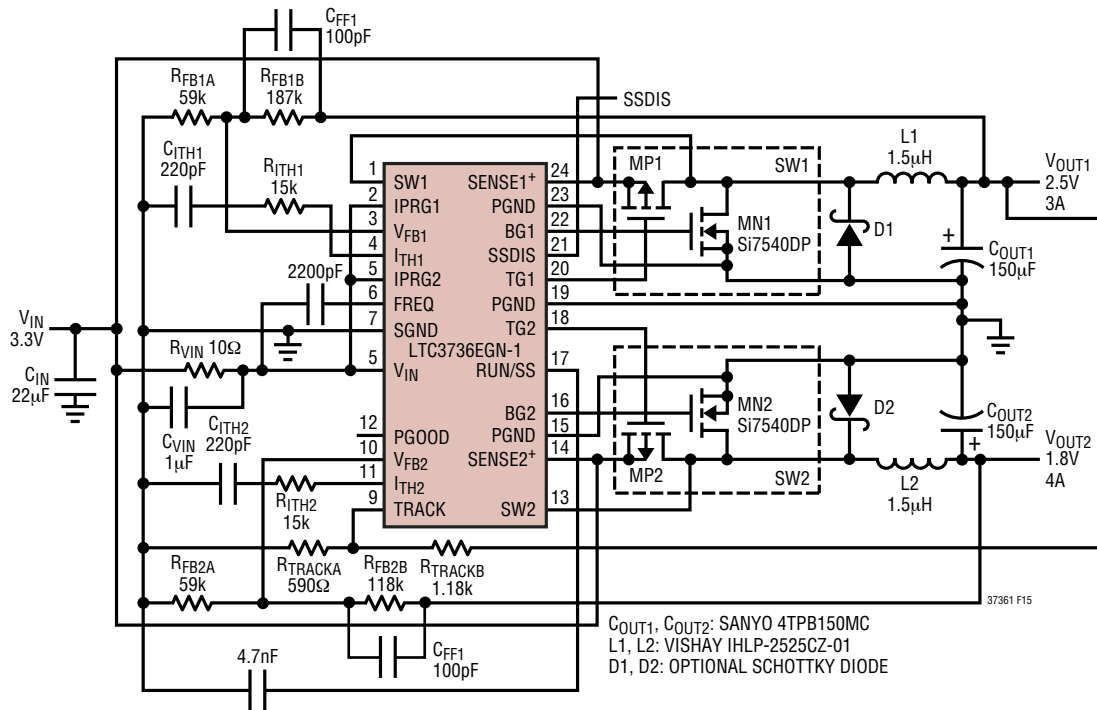 CFF1
100pF
RFB1A
59k
RFB1B
187k
SSDIS
CITH1
220pF
RITH1
15k
1
2
3
4
5
6
7
5
12
10
11
9
SW1
IPRG1
VFB1
ITH1
IPRG2
FREQ
SGND
LTC3736EGN-1
VIN
PGOOD
VFB2
ITH2
TRACK
SENSE1+
PGND
BG1
SSDIS
TG1
PGND
TG2
RUN/SS
BG2
PGND
SENSE2+
SW2
24
23
22
21
20
19
18
17
16
15
14
13
MP1
SW1
MN1
Si7540DP
D1
L1
1.5µH
VOUT1
2.5V
3A
+
COUT1
150µF
2200pF
VIN
3.3V
CIN
22µF
RVIN 10Ω
CVIN
1µF
CITH2
220pF
RITH2
15k
MN2
Si7540DP
MP2
SW2
D2
L2
1.5µH
COUT2
150µF
+
VOUT2
1.8V
4A
RTRACKA
590Ω
RTRACKB
1.18k
RFB2A
59k
RFB2B
118k
CFF1
100pF
4.7nF
37361 F15
COUT1, COUT2: SANYO 4TPB150MC
L1, L2: VISHAY IHLP-2525CZ-01
D1, D2: OPTIONAL SCHOTTKY DIODE